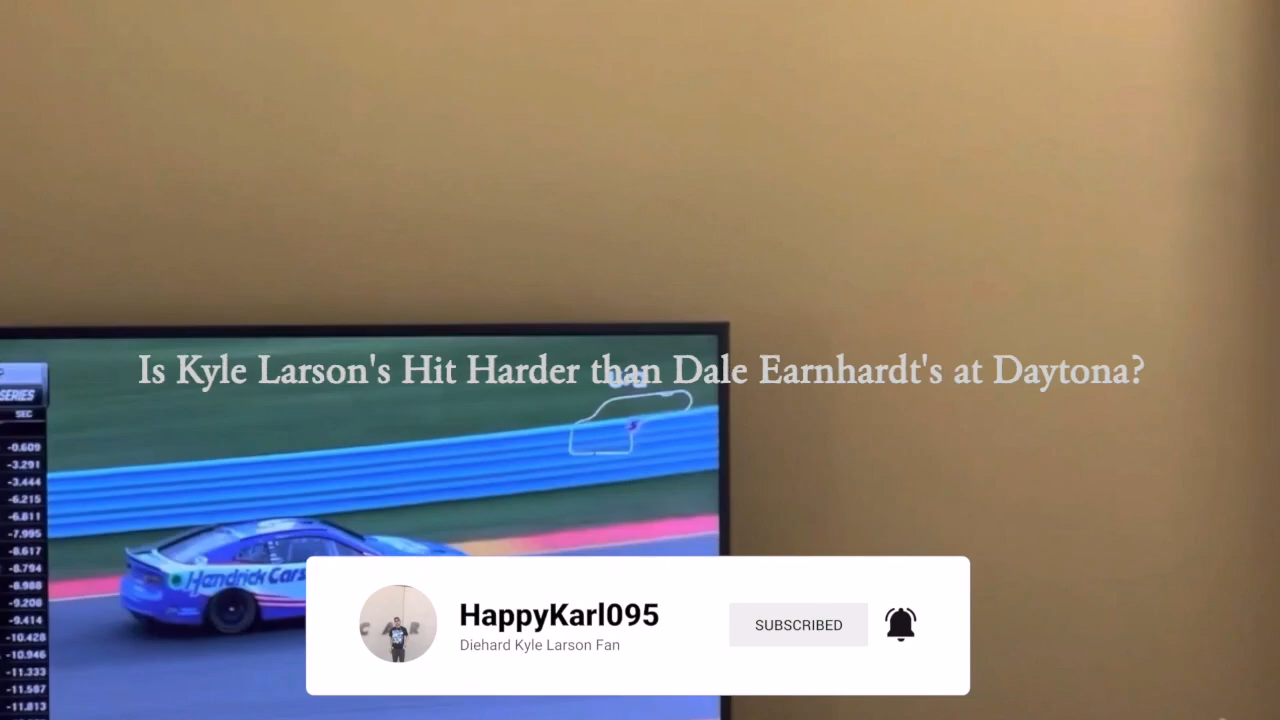 Is Kyle Larson's Hit Harder than Dale Earnhardt's at Daytona?
SERIES
SEC
-0.609
-3.291
-3.444
-6.215
-6.811
-7.995
-8.617
-8.794
-8.988
-9.208
-9.414
-10.428
-10.946
-11.333
-11.587
-11.813
Hendrick Cars
HappyKarl095
Diehard Kyle Larson Fan
SUBSCRIBED